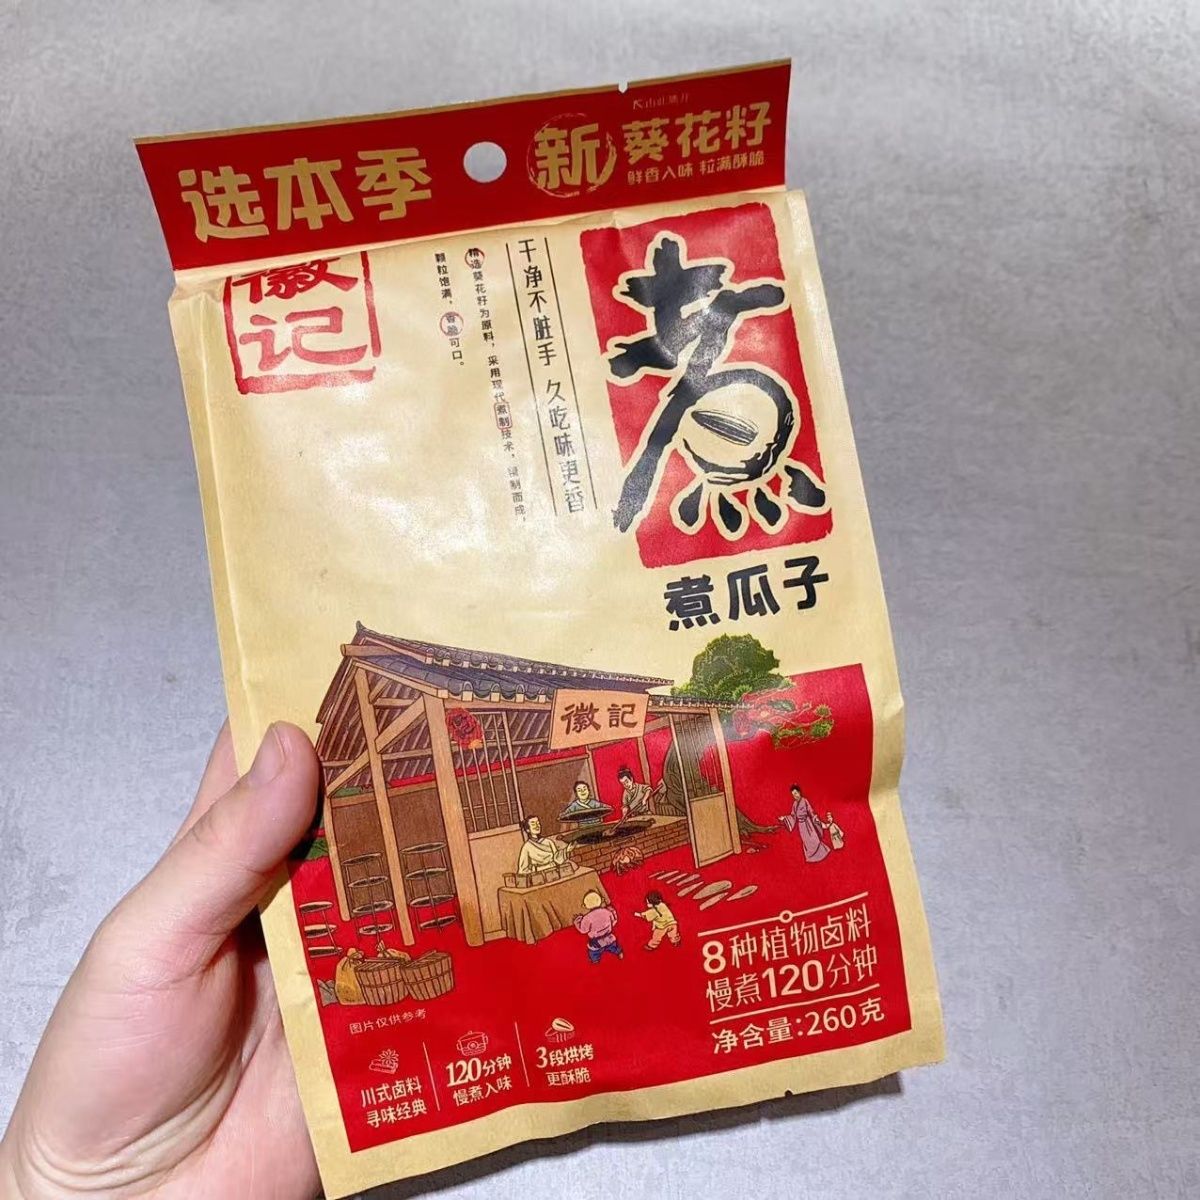 选本季
新
葵花籽
鲜香入味 粒满酥脆
徽记
煮
干净不脏手 久吃味更香
精选葵花籽为原料，采用现代煮制技术，精制而成，
颗粒饱满，香脆可口。
煮瓜子
徽記
8种植物卤料
慢煮120分钟
净含量:260克
图片仅供参考
川式卤料
寻味经典
120分钟
慢煮入味
3段烘烤
更酥脆